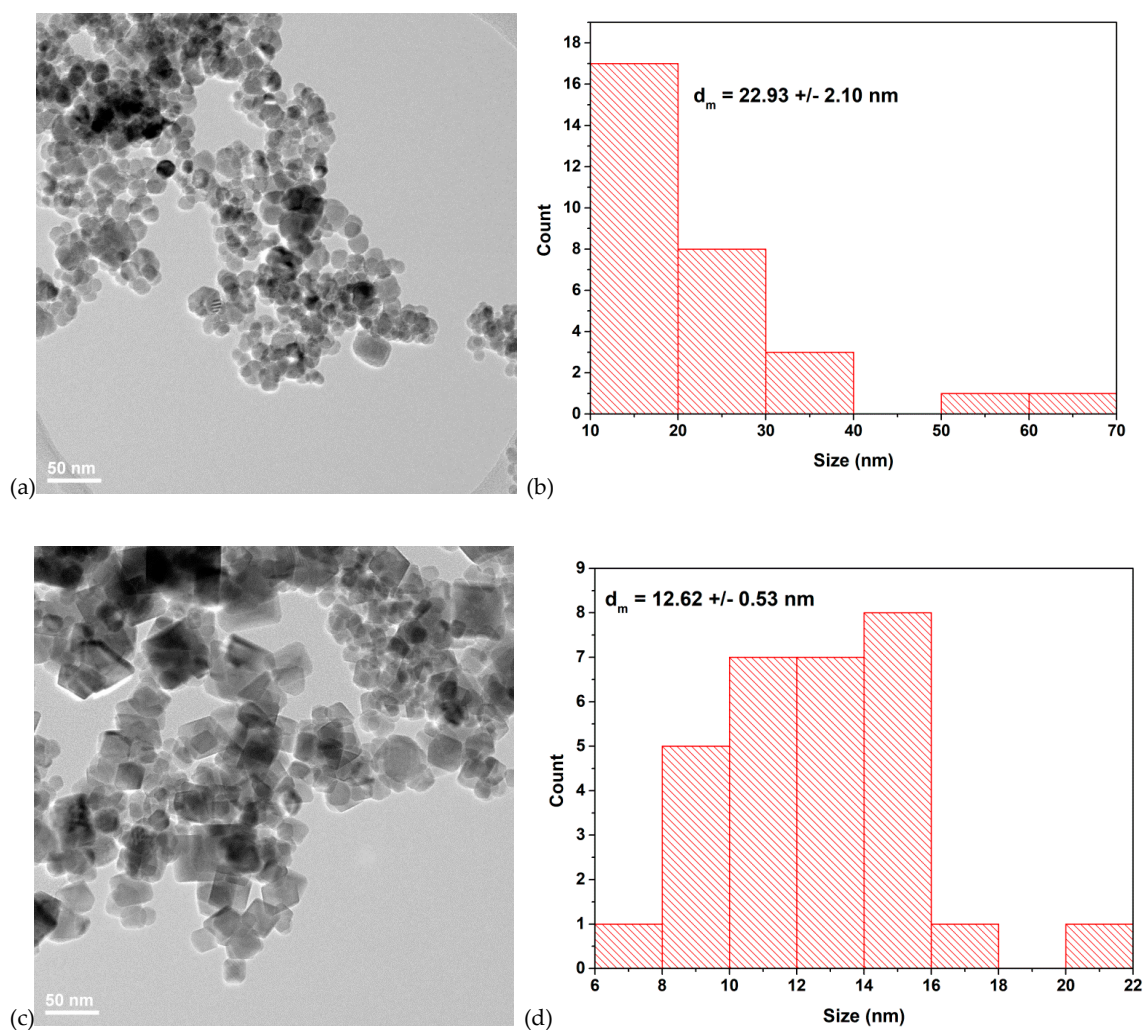 50 nm
(a)
18
16
14
12
10
8
6
4
2
0
Count
d_m = 22.93 +/- 2.10 nm
10 20 30 40 50 60 70
Size (nm)
(b)
50 nm
(c)
9
8
7
6
5
4
3
2
1
0
Count
d_m = 12.62 +/- 0.53 nm
6 8 10 12 14 16 18 20 22
Size (nm)
(d)